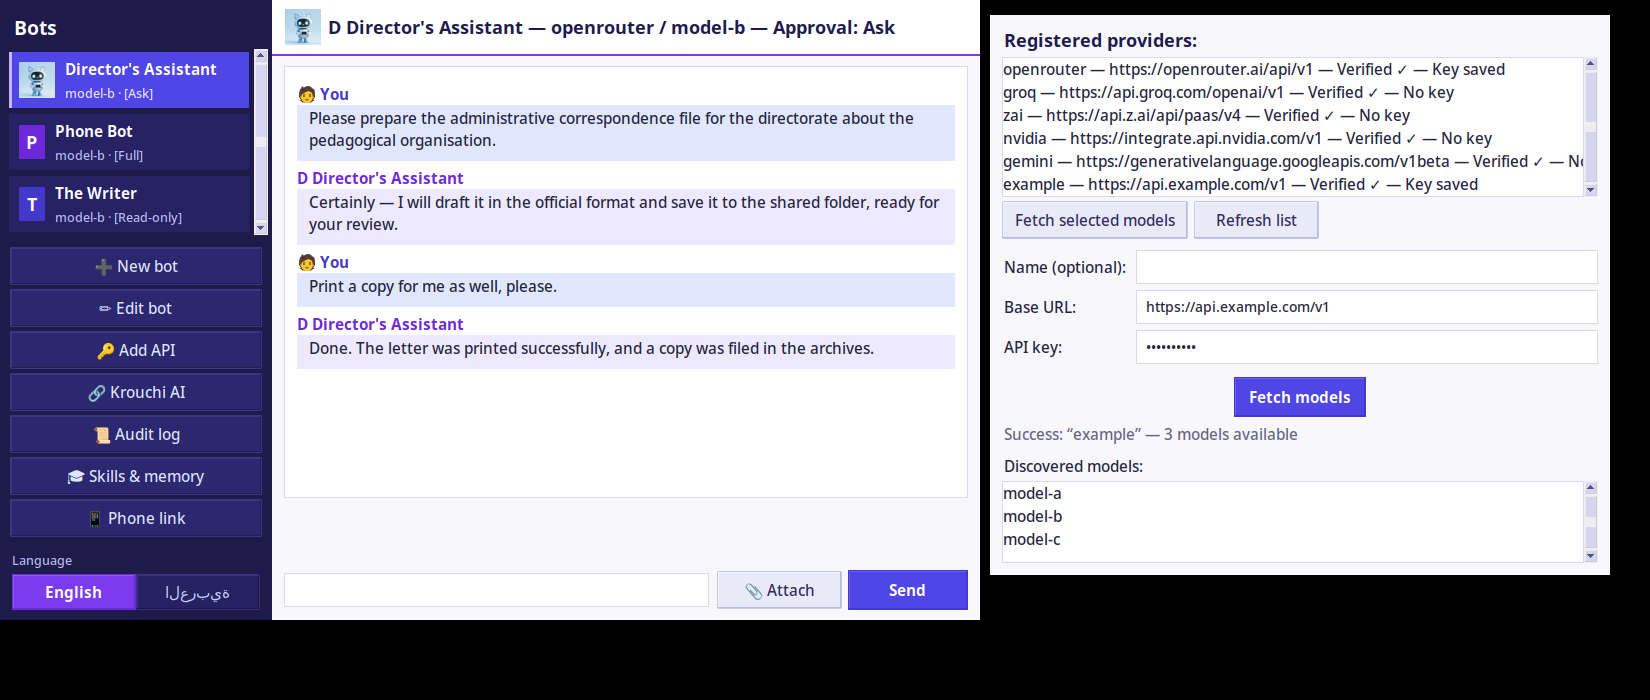 Bots
Director's Assistant
model-b · [Ask]
P
Phone Bot
model-b · [Full]
T
The Writer
model-b · [Read-only]
➕ New bot
✏ Edit bot
🔑 Add API
🔗 Krouchi AI
📜 Audit log
🎓 Skills & memory
📱 Phone link
Language
English
العربية
D Director's Assistant — openrouter / model-b — Approval: Ask
🧑 You
Please prepare the administrative correspondence file for the directorate about the
pedagogical organisation.
D Director's Assistant
Certainly — I will draft it in the official format and save it to the shared folder, ready for
your review.
🧑 You
Print a copy for me as well, please.
D Director's Assistant
Done. The letter was printed successfully, and a copy was filed in the archives.
📎 Attach
Send
Registered providers:
openrouter — https://openrouter.ai/api/v1 — Verified ✓ — Key saved
groq — https://api.groq.com/openai/v1 — Verified ✓ — No key
zai — https://api.z.ai/api/paas/v4 — Verified ✓ — No key
nvidia — https://integrate.api.nvidia.com/v1 — Verified ✓ — No key
gemini — https://generativelanguage.googleapis.com/v1beta — Verified ✓ — No
example — https://api.example.com/v1 — Verified ✓ — Key saved
Fetch selected models
Refresh list
Name (optional):
Base URL:
https://api.example.com/v1
API key:
••••••••••
Fetch models
Success: “example” — 3 models available
Discovered models:
model-a
model-b
model-c